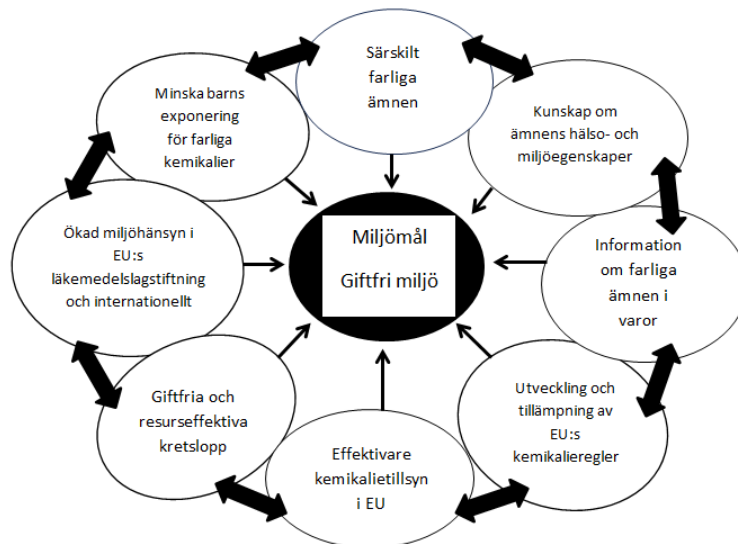 Särskilt
farliga
ämnen
Kunskap om
ämnens hälso- och
miljöegenskaper
Information
om farliga
ämnen i
varor
Utveckling och
tillämpning av
EU:s
kemikalieregler
Effektivare
kemikalietillsyn
i EU
Giftfria och
resurseffektiva
kretslopp
Ökad miljöhänsyn i
EU:s
läkemedelslagstiftning
och internationellt
Minska barns
exponering
för farliga
kemikalier
Miljömål
Giftfri miljö